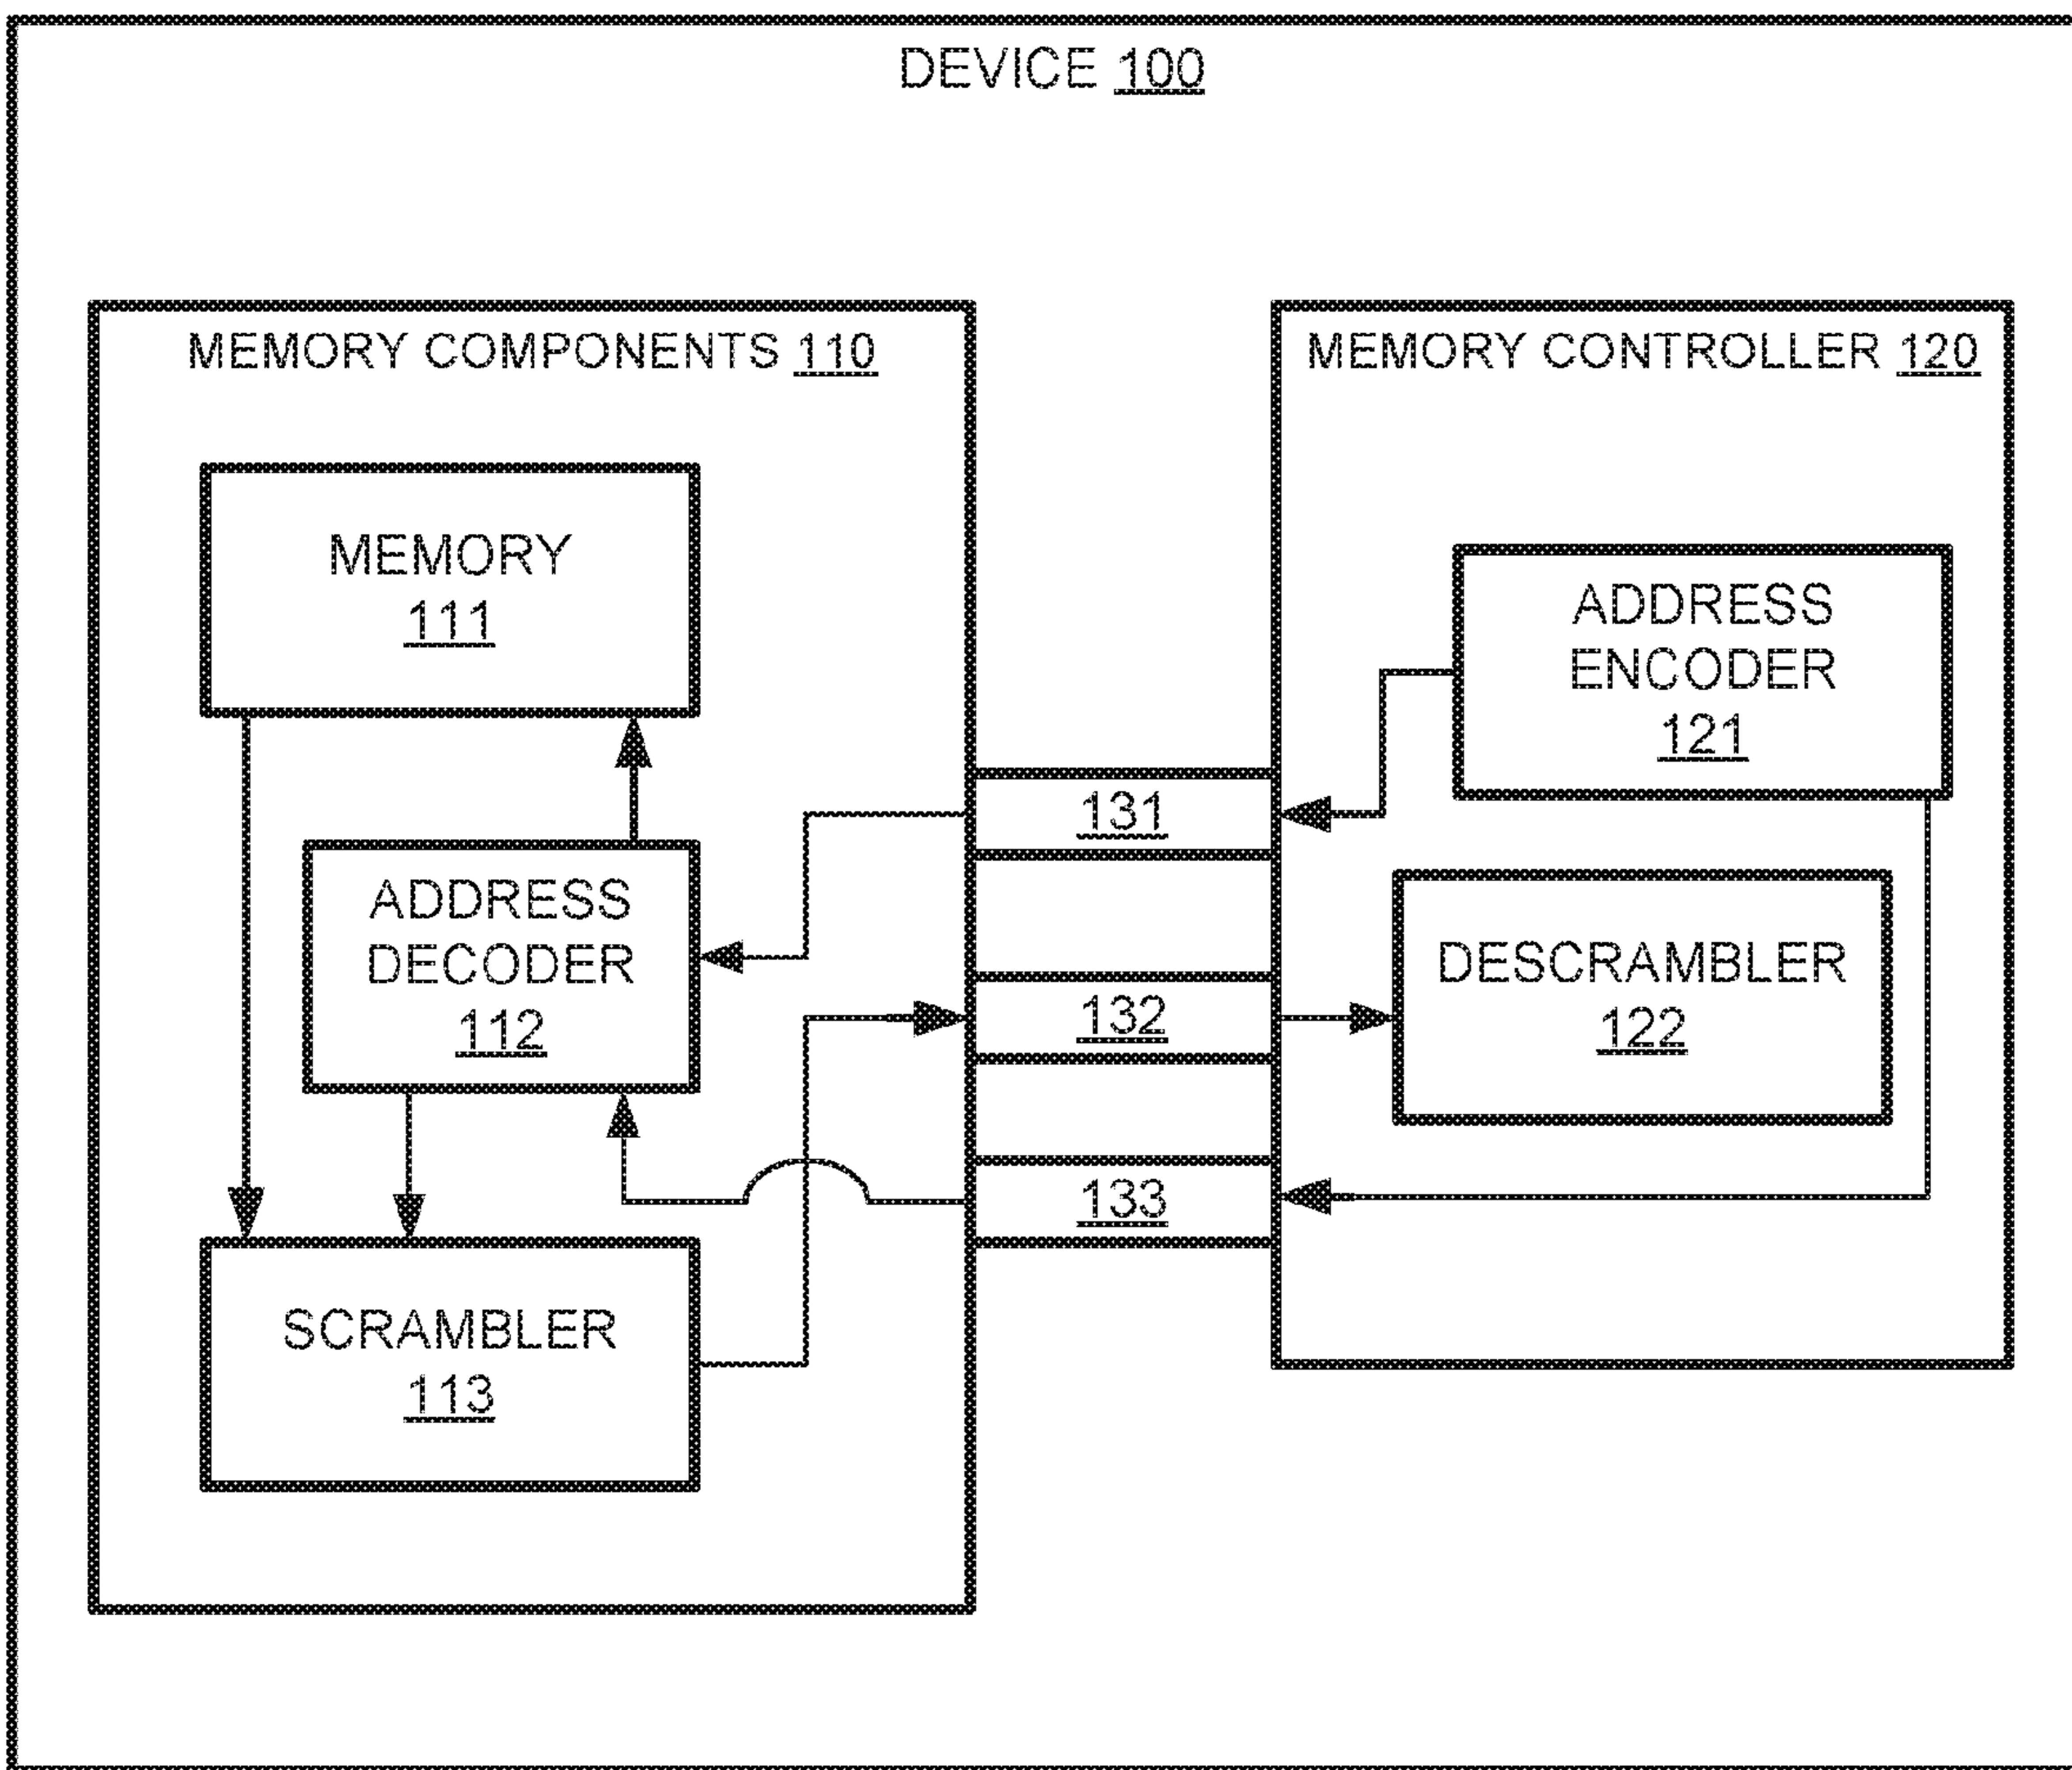 DEVICE 100
MEMORY COMPONENTS 110
MEMORY
111
ADDRESS
DECODER
112
SCRAMBLER
113
131
132
133
MEMORY CONTROLLER 120
ADDRESS
ENCODER
121
DESCRAMBLER
122